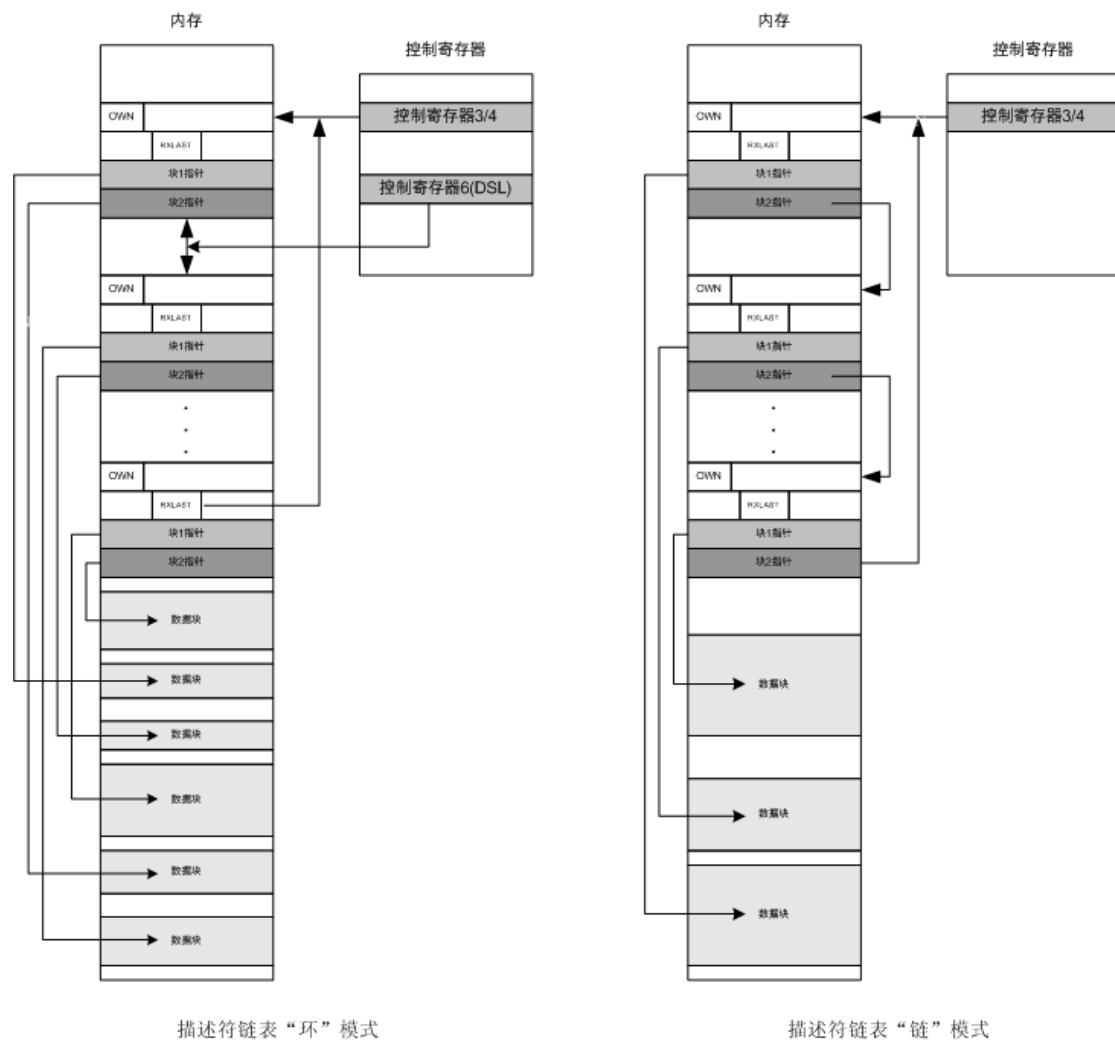 内存
控制寄存器
OWN
控制寄存器3/4
RXLAST
块1指针
控制寄存器6(DSL)
块2指针
OWN
RXLAST
块1指针
块2指针
OWN
RXLAST
块1指针
块2指针
数据块
数据块
数据块
数据块
数据块
数据块
描述符链表“环”模式
内存
控制寄存器
OWN
控制寄存器3/4
RXLAST
块1指针
块2指针
OWN
RXLAST
块1指针
块2指针
OWN
RXLAST
块1指针
块2指针
数据块
数据块
数据块
描述符链表“链”模式